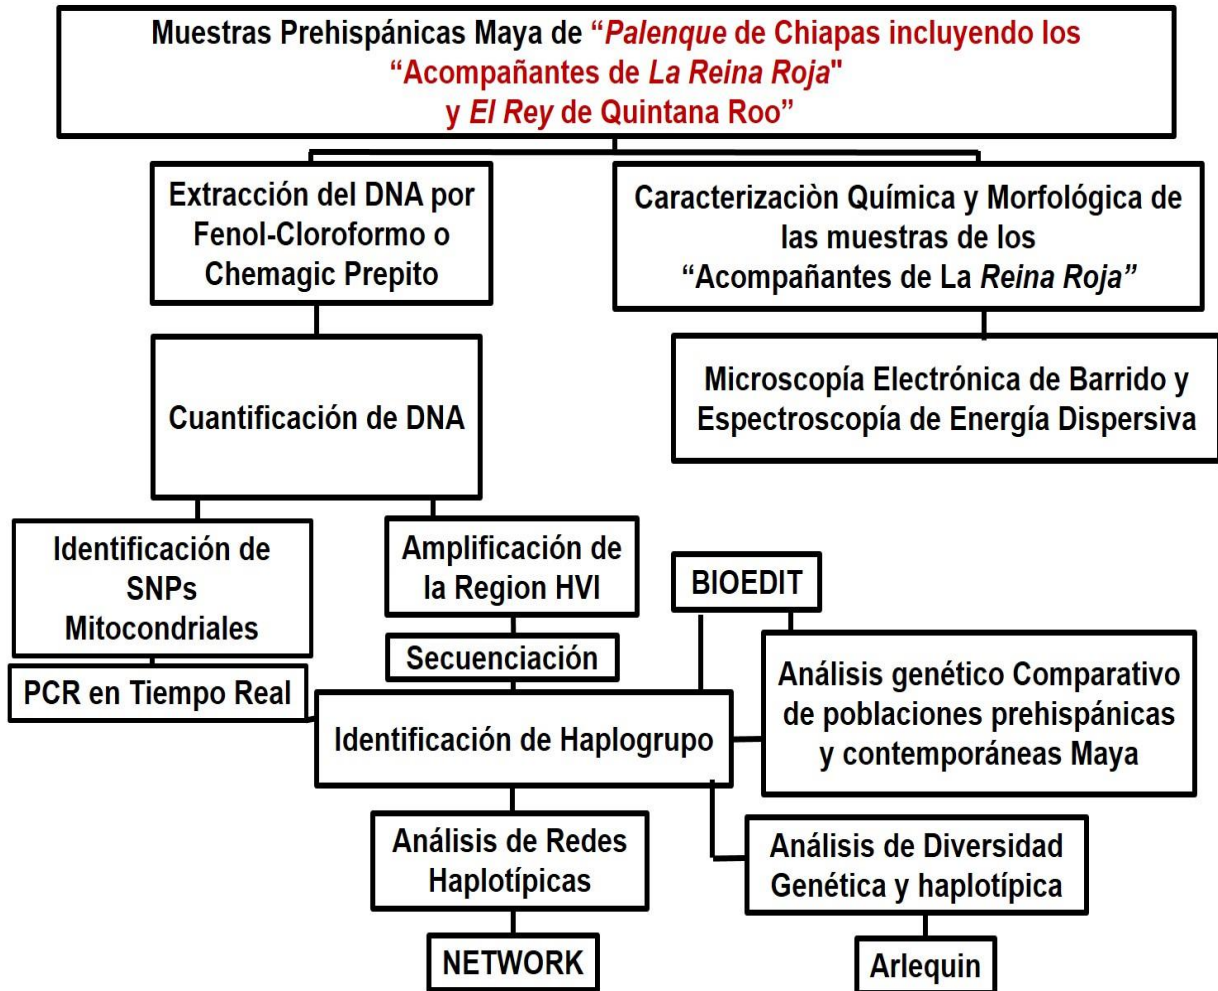 Muestras Prehispánicas Maya de “Palenque de Chiapas incluyendo los
“Acompañantes de La Reina Roja"
y El Rey de Quintana Roo”
Extracción del DNA por
Fenol-Cloroformo o
Chemagic Prepito
Caracterizaciòn Química y Morfológica de
las muestras de los
“Acompañantes de La Reina Roja”
Cuantificación de DNA
Microscopía Electrónica de Barrido y
Espectroscopía de Energía Dispersiva
Identificación de
SNPs
Mitocondriales
Amplificación de
la Region HVI
BIOEDIT
Secuenciación
PCR en Tiempo Real
Análisis genético Comparativo
de poblaciones prehispánicas
y contemporáneas Maya
Identificación de Haplogrupo
Análisis de Redes
Haplotípicas
Análisis de Diversidad
Genética y haplotípica
NETWORK
Arlequin